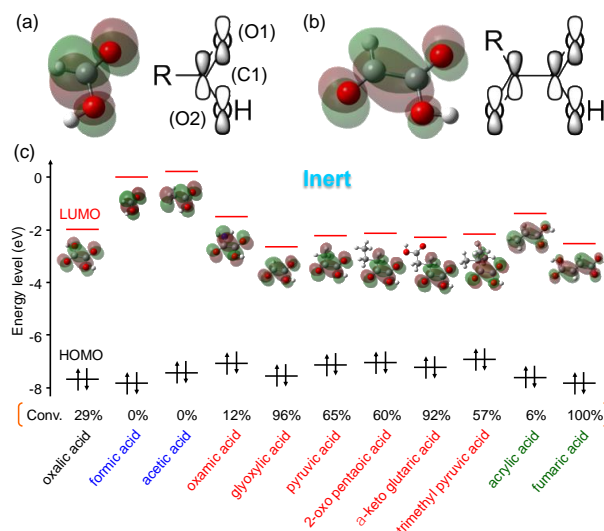 (a)
(O1)
R
(C1)
(O2)
H
(b)
R
H
(c)
Inert
0
LUMO
-2
-4
-6
HOMO
-8
Energy level (eV)
Conv. 29% 0% 0% 12% 96% 65% 60% 92% 57% 6% 100%
oxalic acid
formic acid
acetic acid
oxamic acid
glyoxylic acid
pyruvic acid
2-oxo pentaoic acid
a-keto glutaric acid
trimethyl pyruvic acid
acrylic acid
fumaric acid